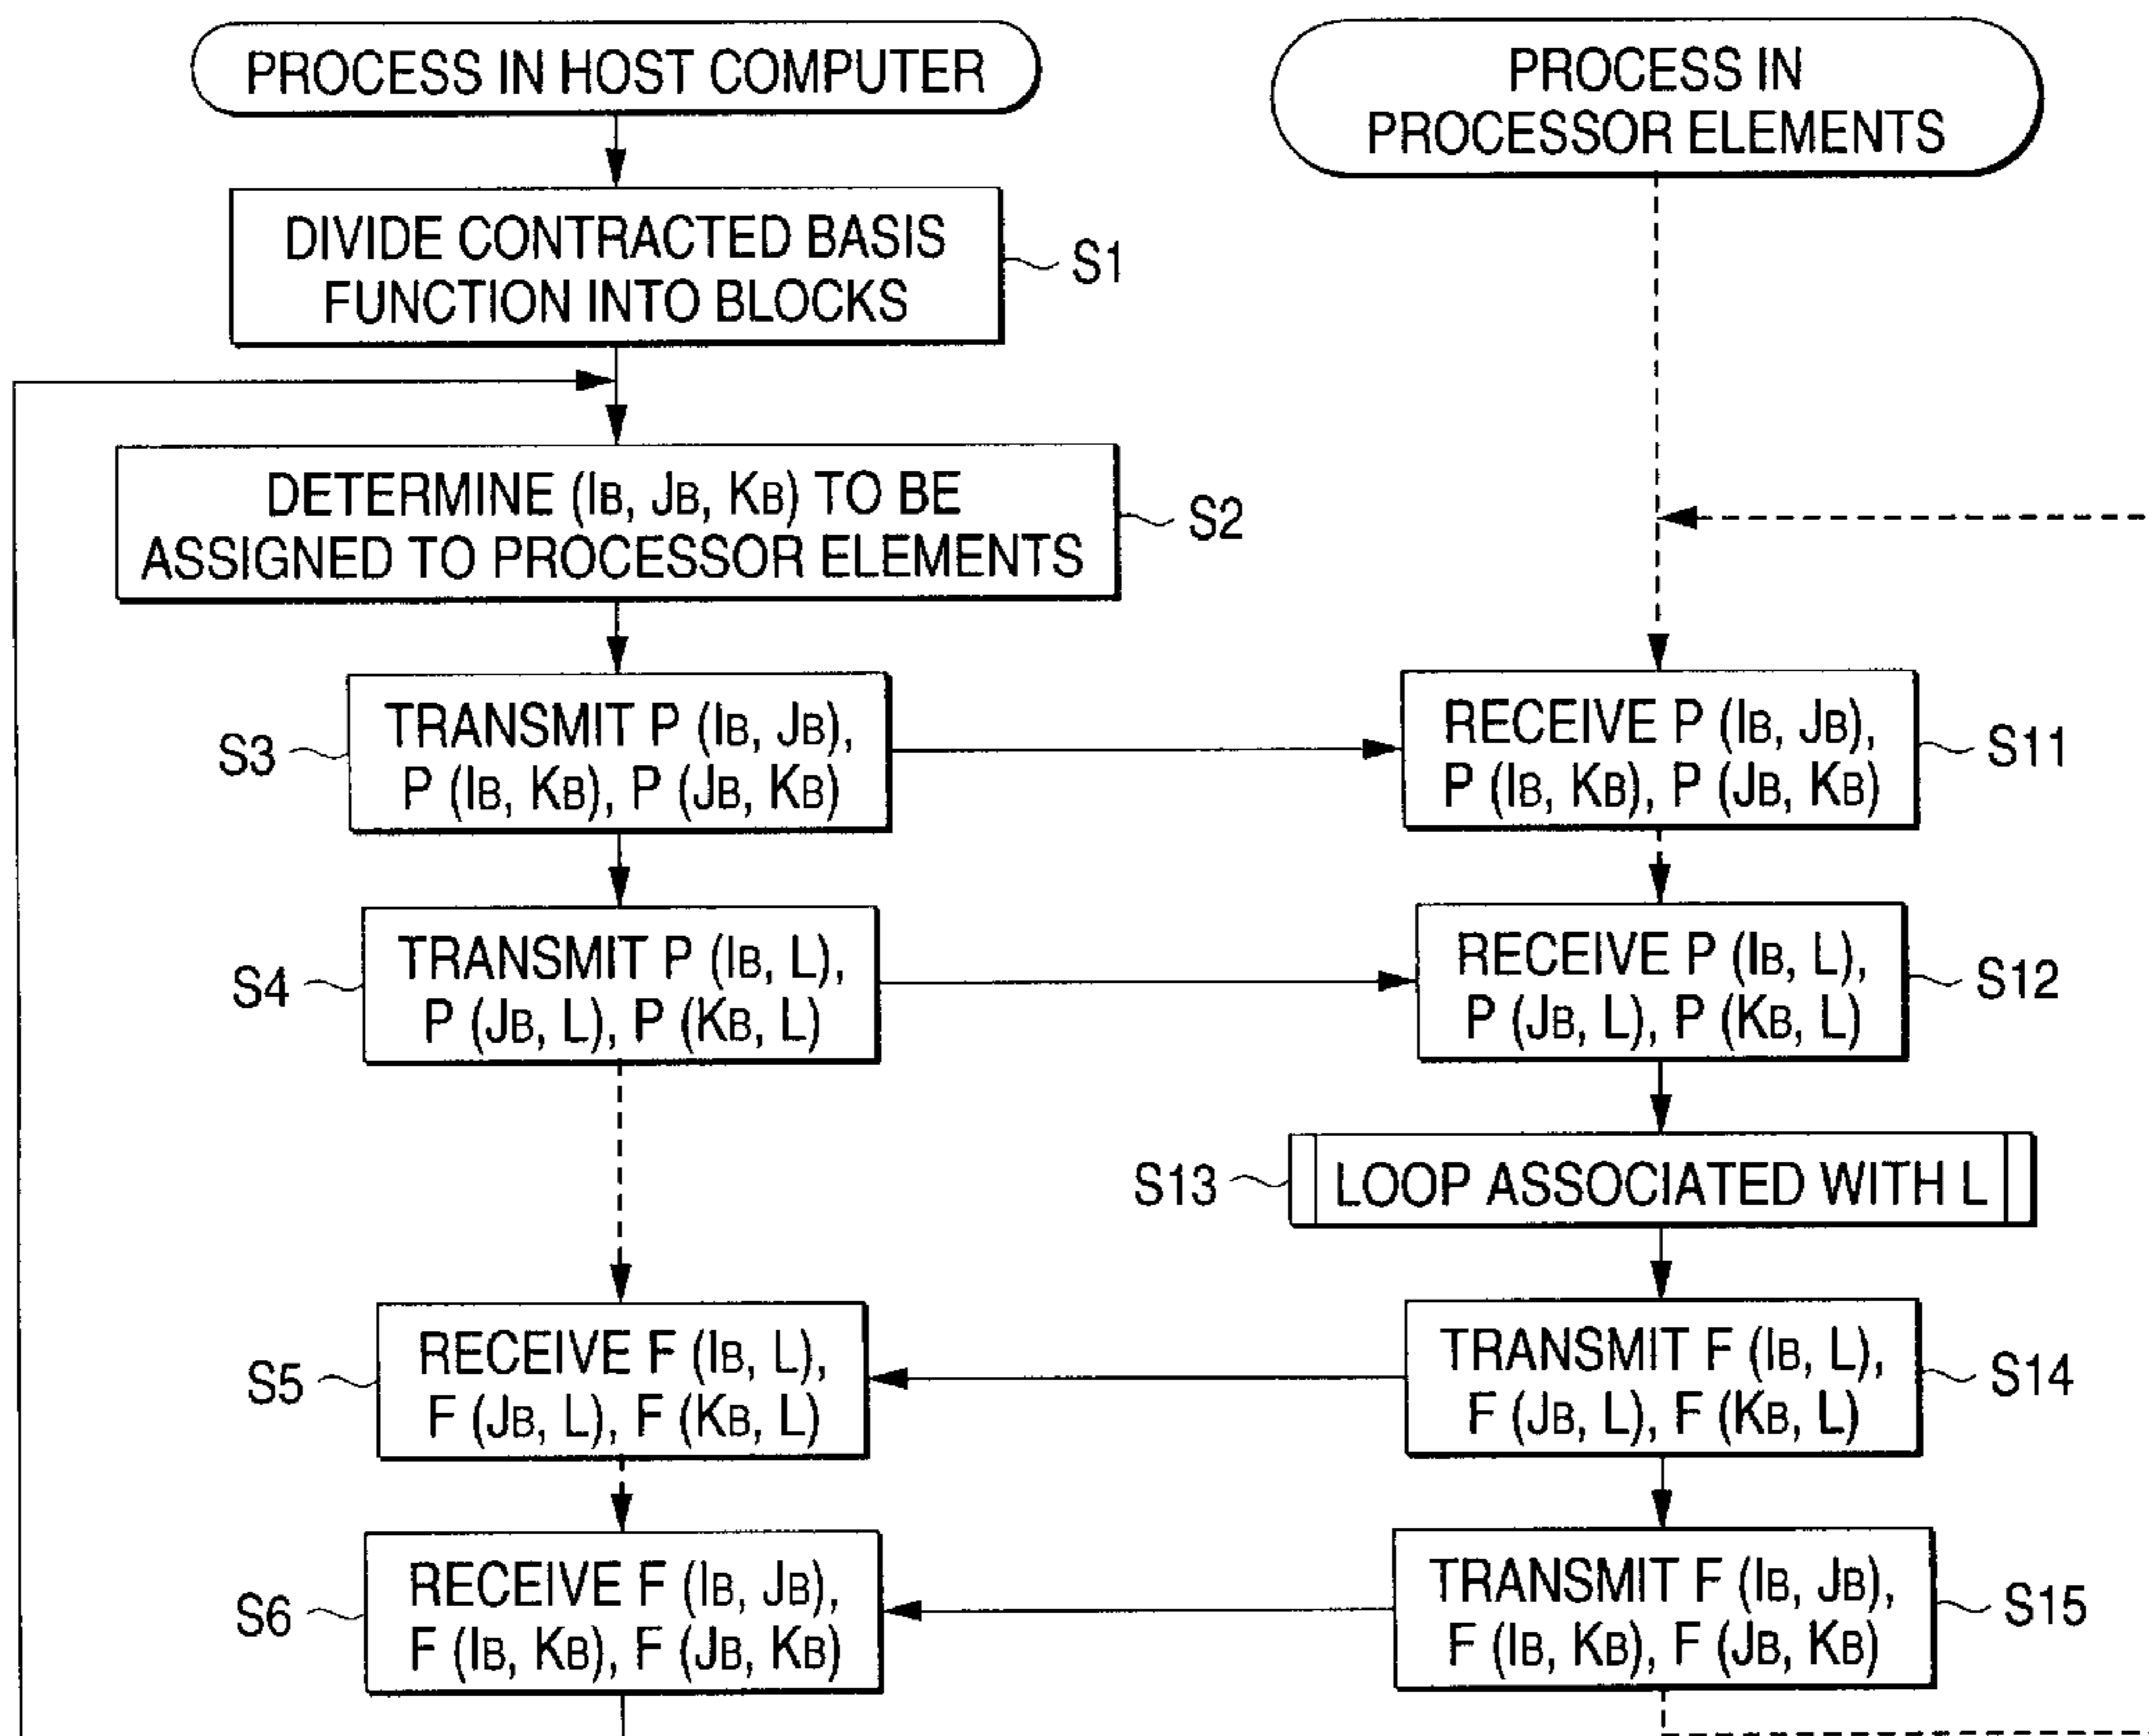 PROCESS IN HOST COMPUTER
PROCESS IN
PROCESSOR ELEMENTS
DIVIDE CONTRACTED BASIS
FUNCTION INTO BLOCKS
S1
DETERMINE (IB, JB, KB) TO BE
ASSIGNED TO PROCESSOR ELEMENTS
S2
S3
TRANSMIT P (IB, JB),
P (IB, KB), P (JB, KB)
RECEIVE P (IB, JB),
P (IB, KB), P (JB, KB)
S11
S4
TRANSMIT P (IB, L),
P (JB, L), P (KB, L)
RECEIVE P (IB, L),
P (JB, L), P (KB, L)
S12
S13
LOOP ASSOCIATED WITH L
S5
RECEIVE F (IB, L),
F (JB, L), F (KB, L)
TRANSMIT F (IB, L),
F (JB, L), F (KB, L)
S14
S6
RECEIVE F (IB, JB),
F (IB, KB), F (JB, KB)
TRANSMIT F (IB, JB),
F (IB, KB), F (JB, KB)
S15